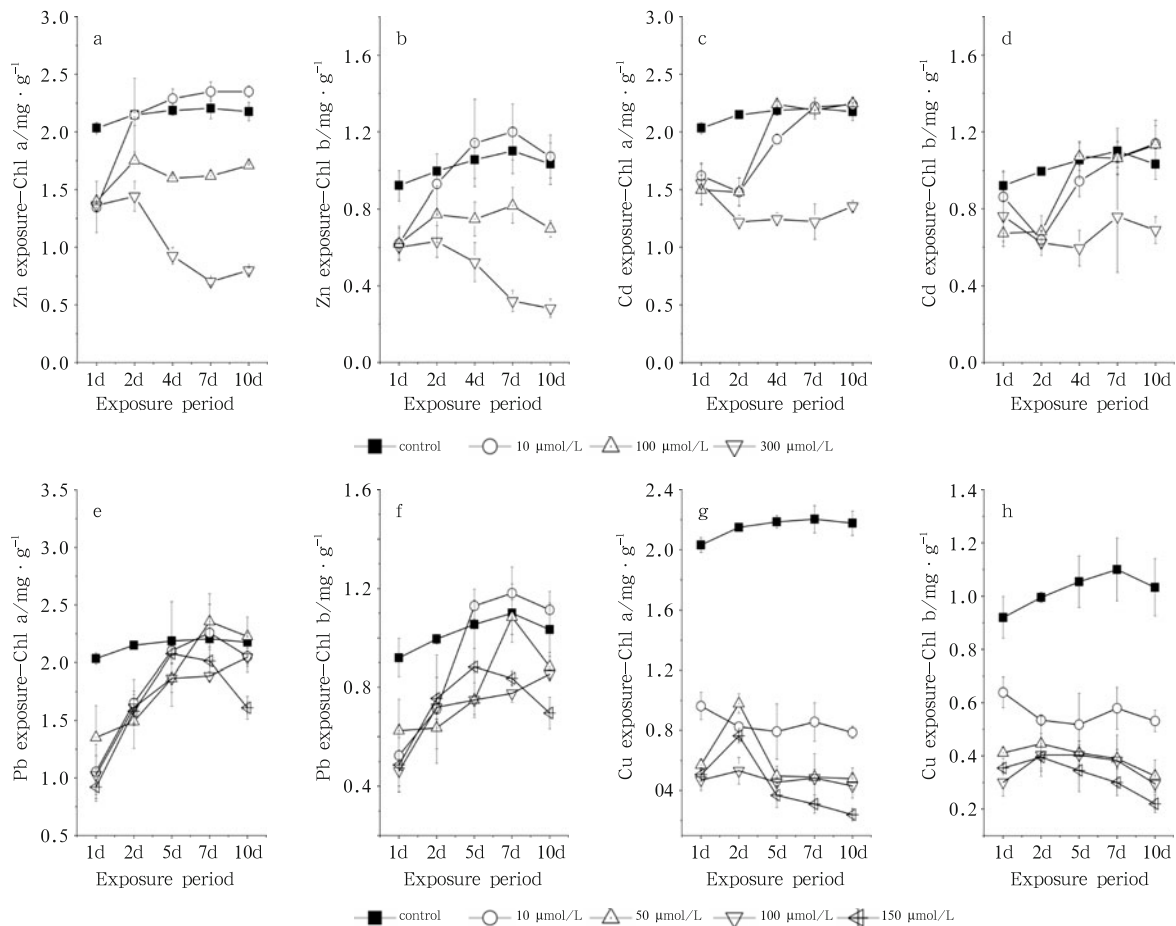 a
3.0
2.5
2.0
1.5
1.0
0.5
0.0
Zn exposure—Chl a/mg · g⁻¹
1d 2d 4d 7d 10d
Exposure period
b
1.6
1.2
0.8
0.4
0.0
Zn exposure—Chl b/mg · g⁻¹
1d 2d 4d 7d 10d
Exposure period
c
3.0
2.5
2.0
1.5
1.0
0.5
0.0
Cd exposure—Chl a/mg · g⁻¹
1d 2d 4d 7d 10d
Exposure period
d
1.6
1.2
0.8
0.4
0.0
Cd exposure—Chl b/mg · g⁻¹
1d 2d 4d 7d 10d
Exposure period
control 10 μmol/L 100 μmol/L 300 μmol/L
e
3.5
3.0
2.5
2.0
1.5
1.0
0.5
Pb exposure—Chl a/mg · g⁻¹
1d 2d 5d 7d 10d
Exposure period
f
1.6
1.2
0.8
0.4
Pb exposure—Chl b/mg · g⁻¹
1d 2d 5d 7d 10d
Exposure period
g
2.4
2.0
1.6
1.2
0.8
04
Cu exposure—Chl a/mg · g⁻¹
1d 2d 5d 7d 10d
Exposure period
h
1.4
1.2
1.0
0.8
0.6
0.4
0.2
Cu exposure—Chl b/mg · g⁻¹
1d 2d 5d 7d 10d
Exposure period
control 10 μmol/L 50 μmol/L 100 μmol/L 150 μmol/L